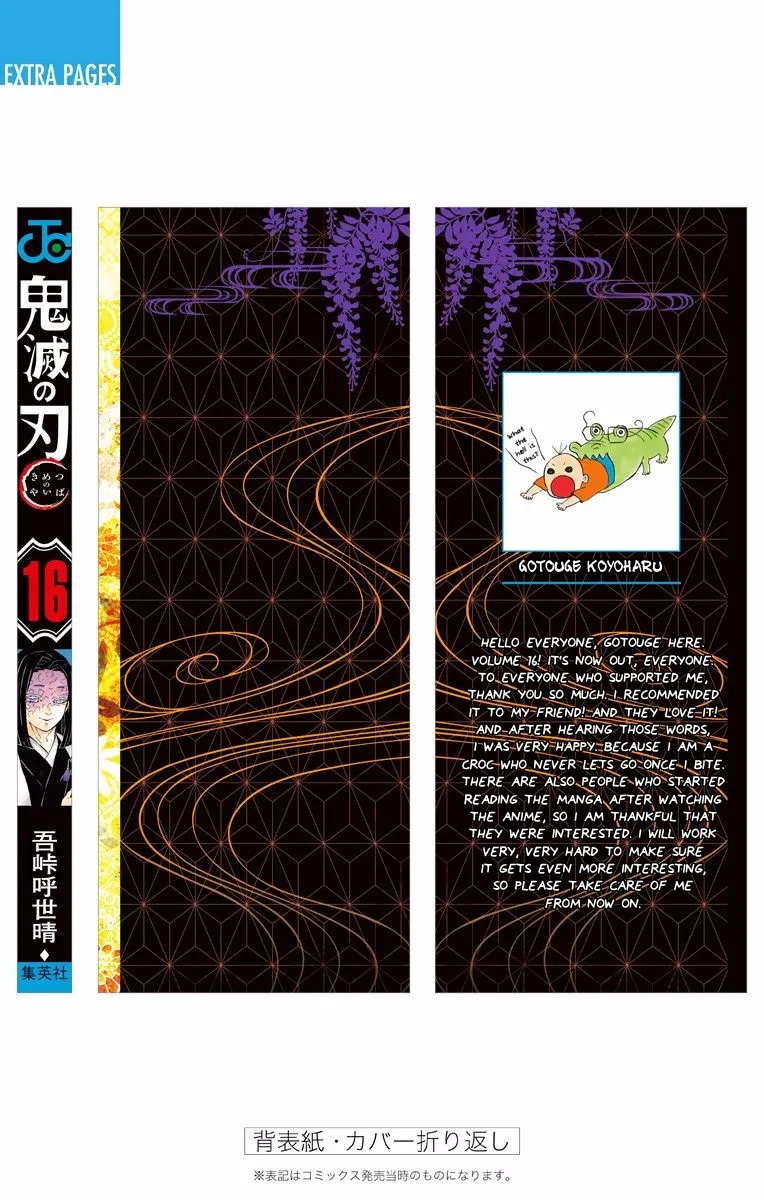 EXTRA PAGES
鬼滅の刃
きめつ
の
やいば
16
吾峠呼世晴
集英社
what
the
hell is
this?
GOTOUGE KOYOHARU
HELLO EVERYONE, GOTOUGE HERE.
VOLUME 16! IT'S NOW OUT, EVERYONE.
TO EVERYONE WHO SUPPORTED ME,
THANK YOU SO MUCH. I RECOMMENDED
IT TO MY FRIEND! AND THEY LOVE IT!
AND AFTER HEARING THOSE WORDS,
I WAS VERY HAPPY. BECAUSE I AM A
CROC WHO NEVER LETS GO ONCE I BITE.
THERE ARE ALSO PEOPLE WHO STARTED
READING THE MANGA AFTER WATCHING
THE ANIME, SO I AM THANKFUL THAT
THEY WERE INTERESTED. I WILL WORK
VERY, VERY HARD TO MAKE SURE
IT GETS EVEN MORE INTERESTING,
SO PLEASE TAKE CARE OF ME
FROM NOW ON.
背表紙・カバー折り返し
※表記はコミックス発売当時のものになります。